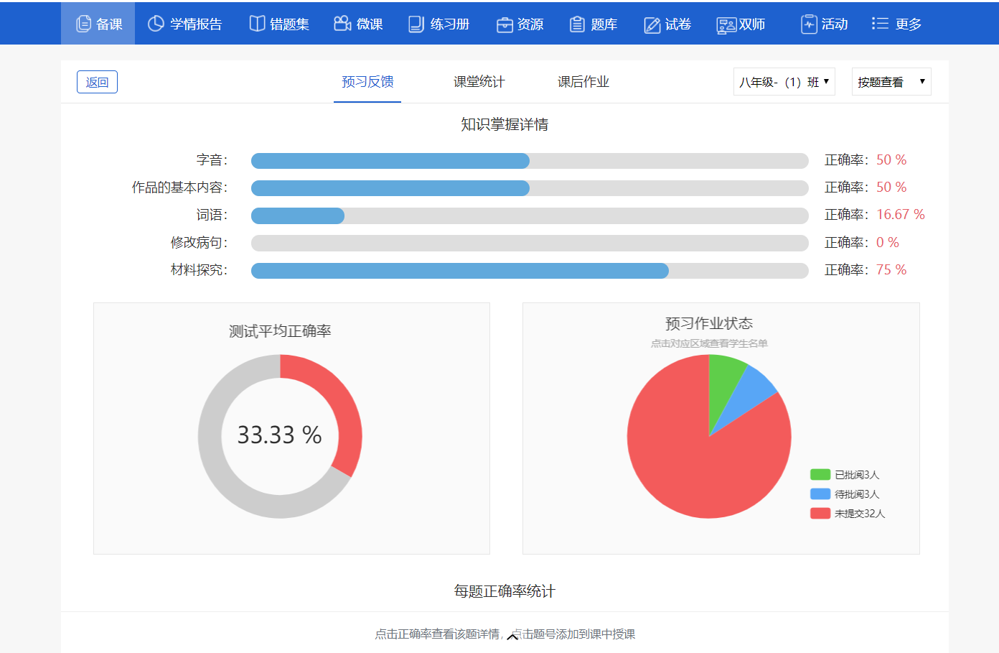 备课 学情报告 错题集 微课 练习册 资源 题库 试卷 双师 活动 更多
返回 预习反馈 课堂统计 课后作业 八年级-（1）班 按题查看
知识掌握详情
字音： 正确率：50 %
作品的基本内容： 正确率：50 %
词语： 正确率：16.67 %
修改病句： 正确率：0 %
材料探究： 正确率：75 %
测试平均正确率
33.33 %
预习作业状态
点击对应区域查看学生名单
已批阅3人
待批阅3人
未提交32人
每题正确率统计
点击正确率查看该题详情，点击题号添加到课中授课